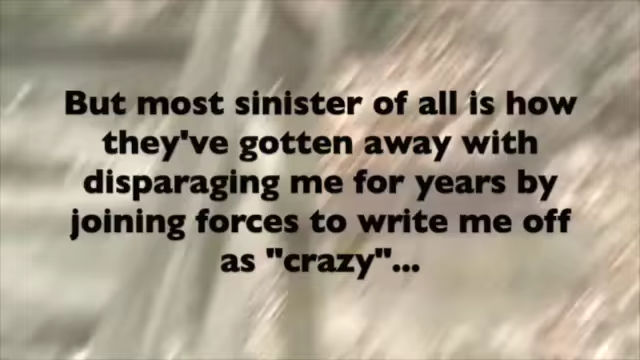 But most sinister of all is how
they've gotten away with
disparaging me for years by
joining forces to write me off
as "crazy"...